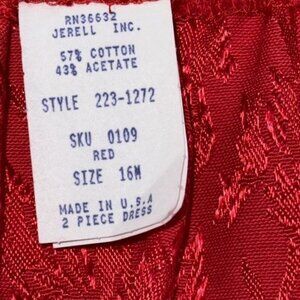 RN36632
JERELL INC.
57% COTTON
43% ACETATE
STYLE 223-1272
SKU 0109
RED
SIZE 16M
MADE IN U.S.A
2 PIECE DRESS